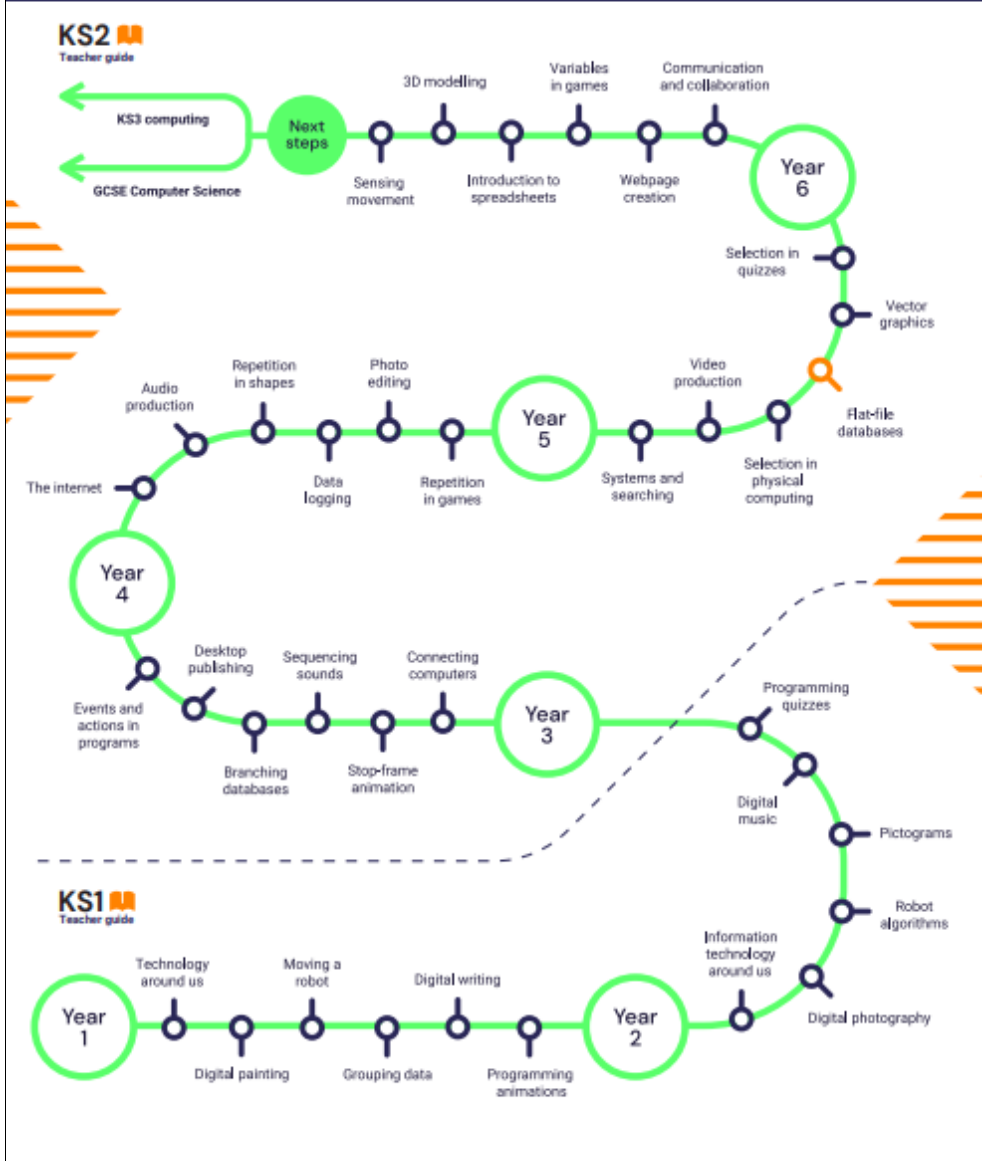 KS2
Teacher guide
3D modelling
Variables
in games
Communication
and collaboration
KS3 computing
Next
steps
GCSE Computer Science
Sensing
movement
Introduction to
spreadsheets
Webpage
creation
Year
6
Selection in
quizzes
Vector
graphics
Flat-file
databases
Video
production
Selection in
physical
computing
Systems and
searching
Year
5
Photo
editing
Repetition
in games
Repetition
in shapes
Data
logging
Audio
production
The internet
Year
4
Events and
actions in
programs
Desktop
publishing
Branching
databases
Sequencing
sounds
Stop-frame
animation
Connecting
computers
Year
3
Programming
quizzes
Digital
music
Pictograms
Robot
algorithms
Digital photography
Information
technology
around us
KS1
Teacher guide
Year
1
Technology
around us
Digital painting
Moving a
robot
Grouping data
Digital writing
Programming
animations
Year
2